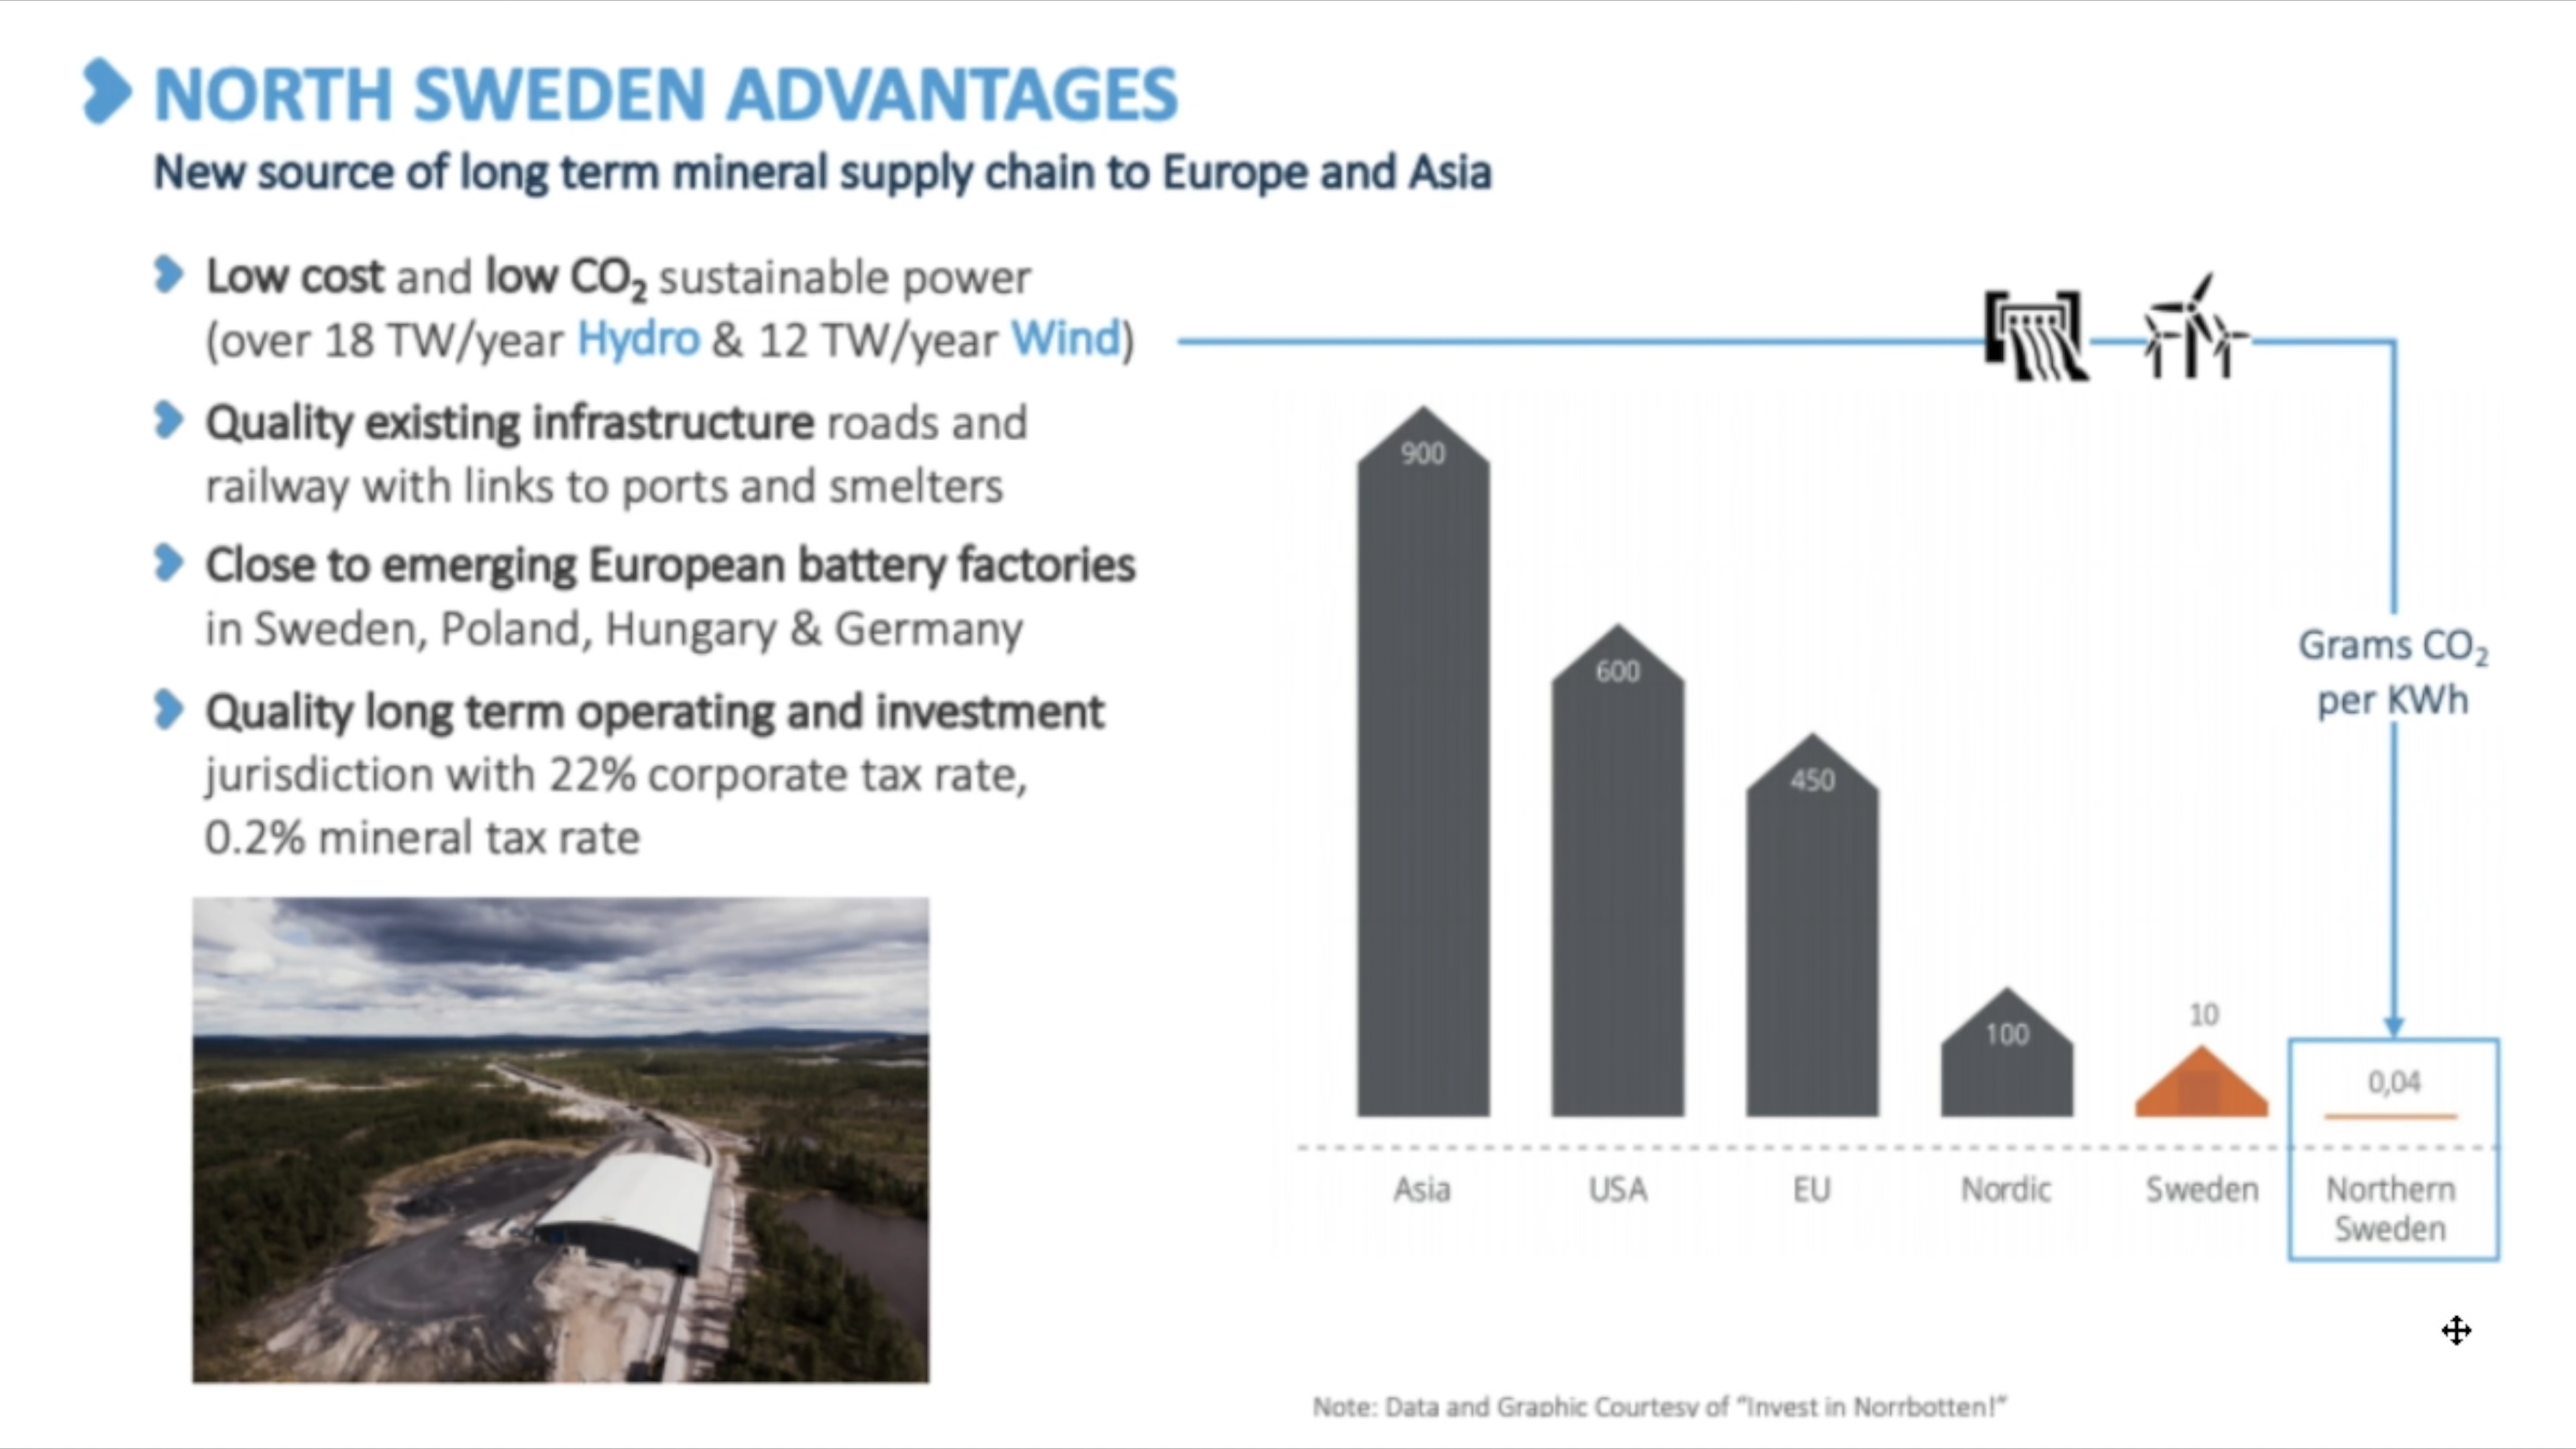 NORTH SWEDEN ADVANTAGES
New source of long term mineral supply chain to Europe and Asia
Low cost and low CO₂ sustainable power
(over 18 TW/year Hydro & 12 TW/year Wind)
Quality existing infrastructure roads and
railway with links to ports and smelters
Close to emerging European battery factories
in Sweden, Poland, Hungary & Germany
Quality long term operating and investment
jurisdiction with 22% corporate tax rate,
0.2% mineral tax rate
900
600
450
100
10
0,04
Grams CO₂
per KWh
Asia
USA
EU
Nordic
Sweden
Northern
Sweden
Note: Data and Graphic Courtesy of "Invest in Norrbotten!"